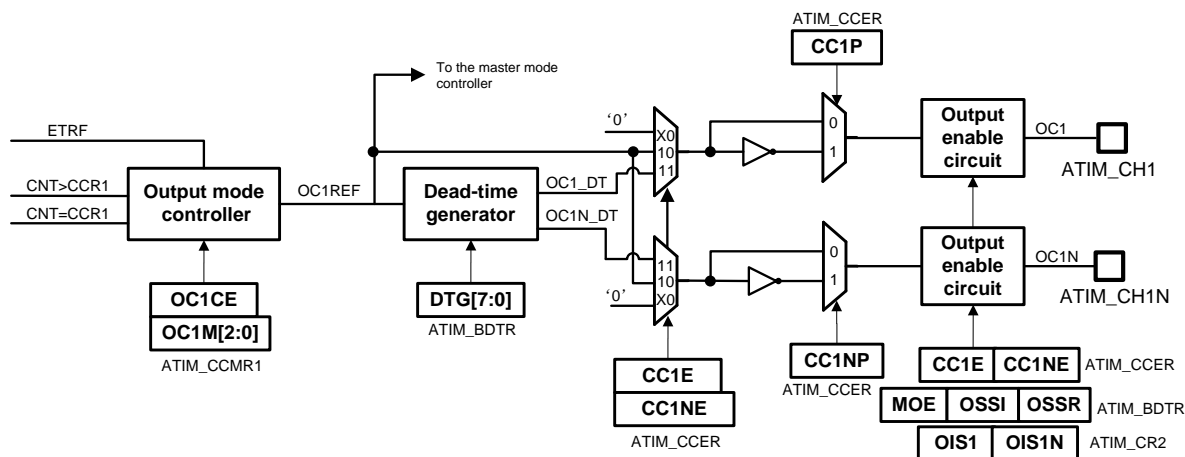 ATIM_CCER
CC1P
To the master mode
controller
ETRF
CNT>CCR1
CNT=CCR1
Output mode
controller
OC1REF
Dead-time
generator
OC1_DT
OC1N_DT
'0'
X0
10
11
0
1
Output
enable
circuit
OC1
ATIM_CH1
11
10
X0
'0'
0
1
Output
enable
circuit
OC1N
ATIM_CH1N
OC1CE
OC1M[2:0]
ATIM_CCMR1
DTG[7:0]
ATIM_BDTR
CC1E
CC1NE
ATIM_CCER
CC1NP
ATIM_CCER
CC1E CC1NE ATIM_CCER
MOE OSSI OSSR ATIM_BDTR
OIS1 OIS1N ATIM_CR2